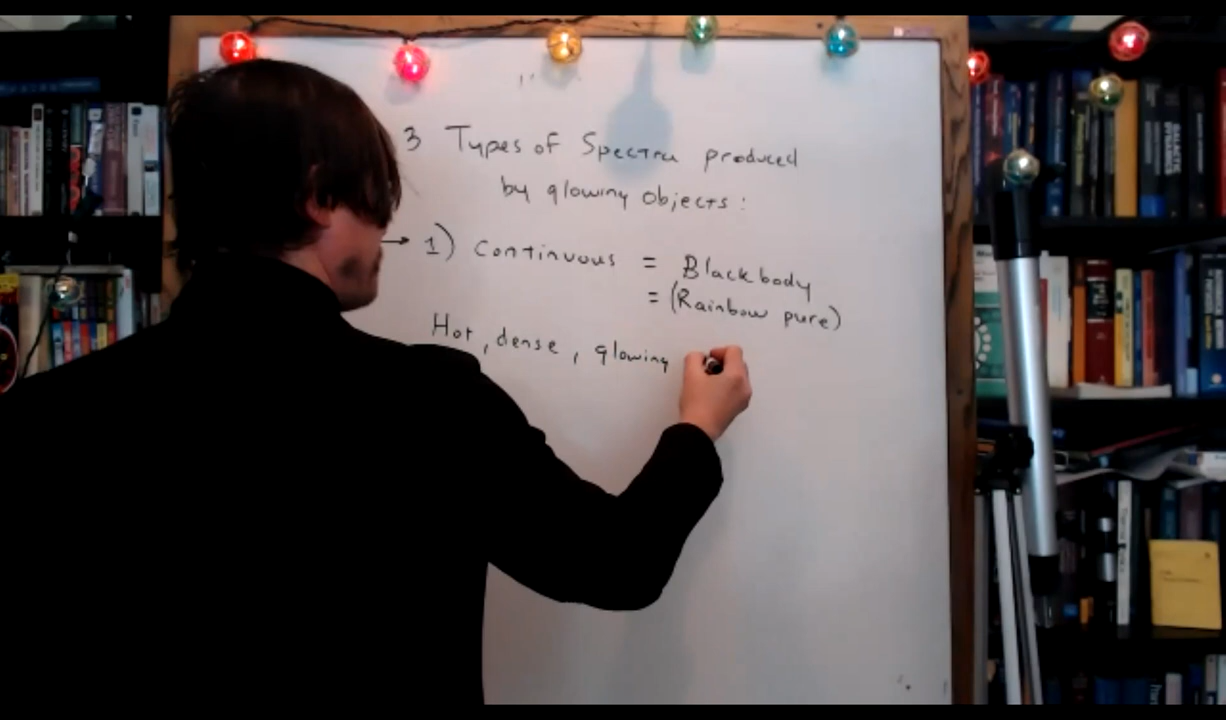 3 Types of Spectra produced
by glowing objects:
→ 1) Continuous = Blackbody
= (Rainbow pure)
Hot, dense, glowing